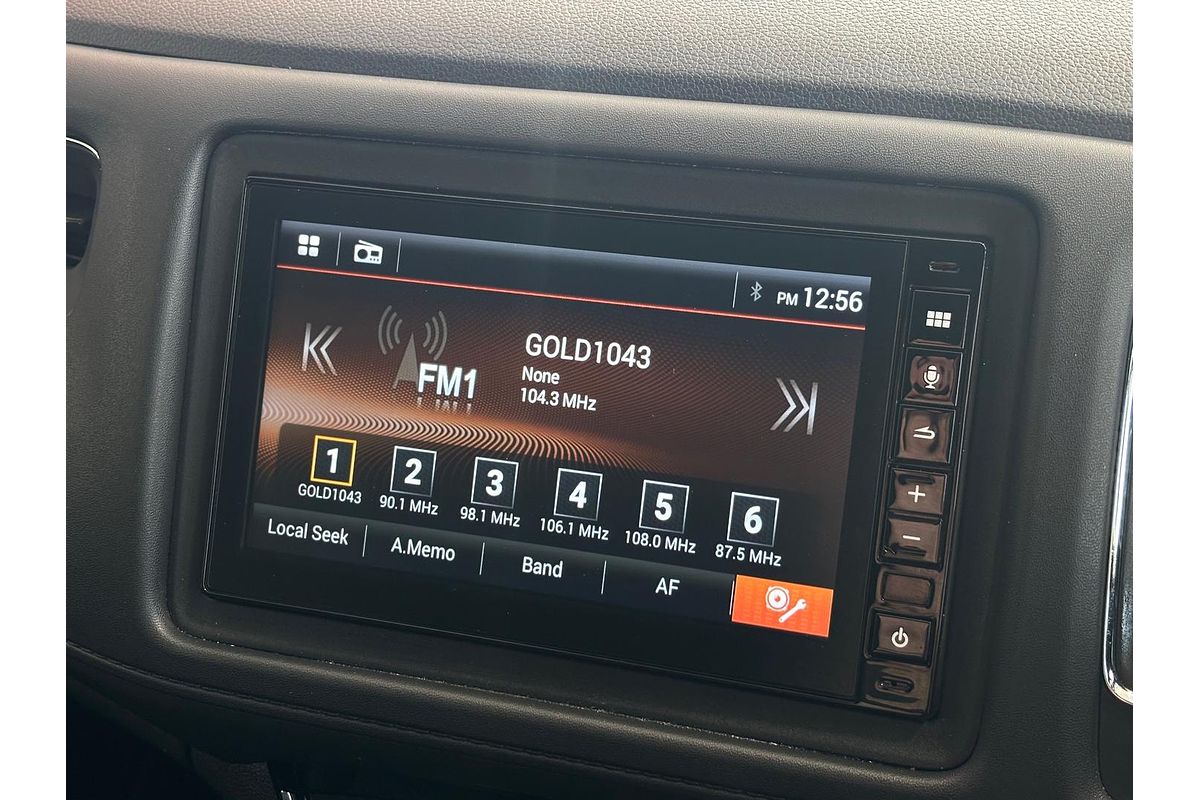 PM 12:56
FM1
GOLD1043
None
104.3 MHz
1 2 3 4 5 6
GOLD1043 90.1 MHz 98.1 MHz 106.1 MHz 108.0 MHz 87.5 MHz
Local Seek A.Memo Band AF